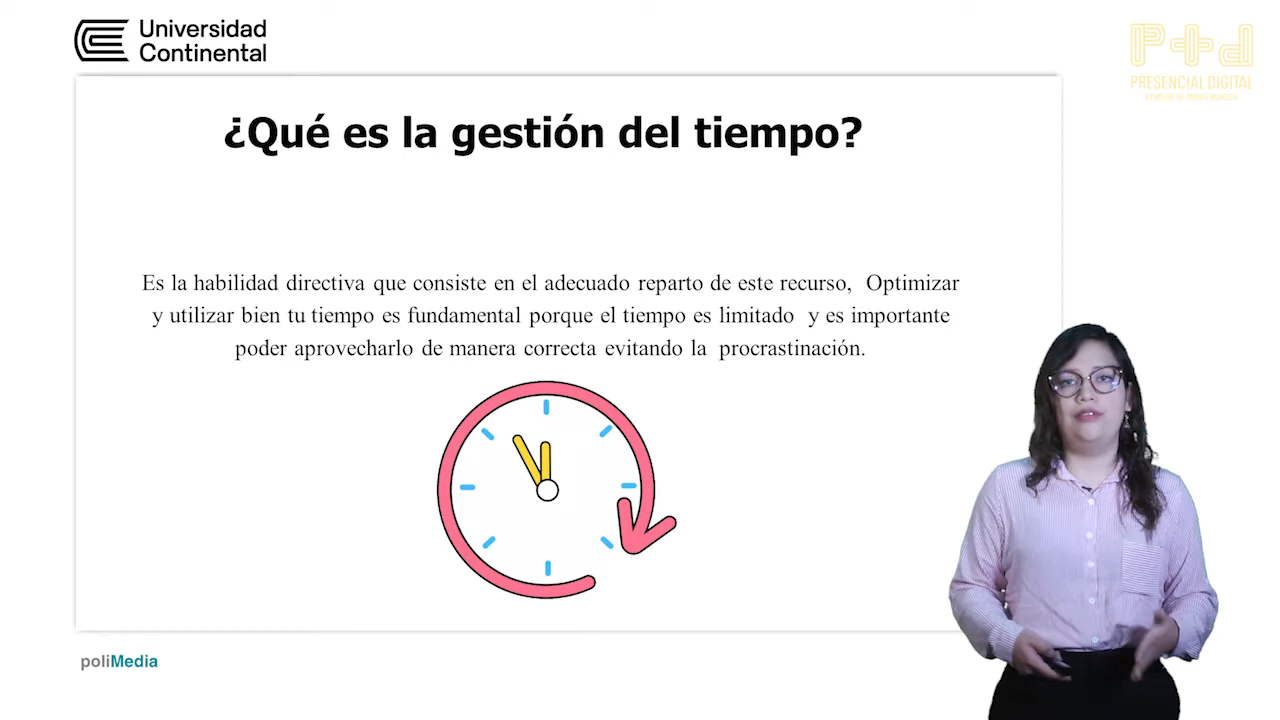 Universidad
Continental
P+d
PRESENCIAL DIGITAL
¿Qué es la gestión del tiempo?
Es la habilidad directiva que consiste en el adecuado reparto de este recurso,  Optimizar
y utilizar bien tu tiempo es fundamental porque el tiempo es limitado  y es importante
poder aprovecharlo de manera correcta evitando la  procrastinación.
poliMedia